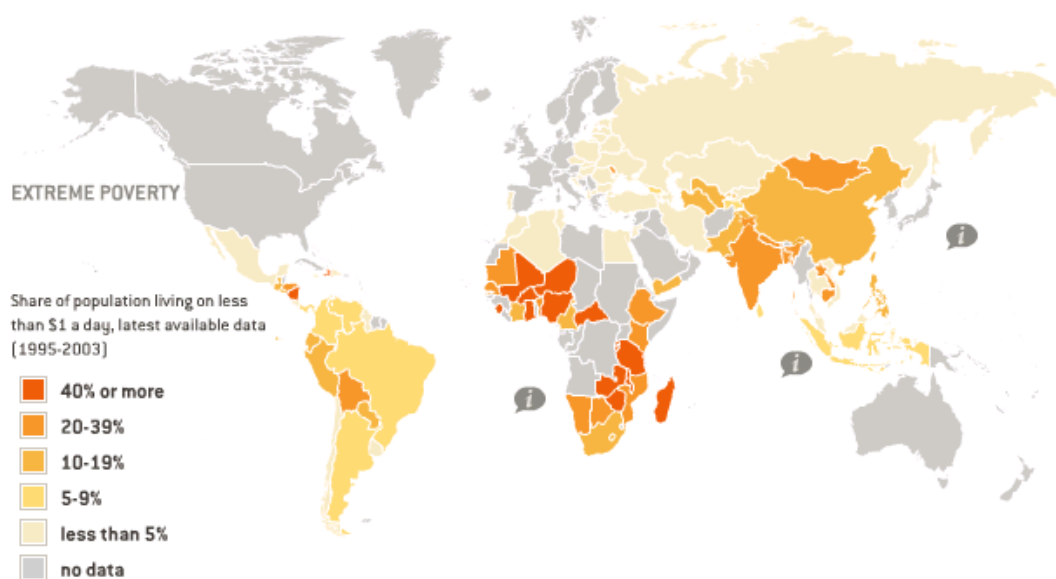 EXTREME POVERTY
Share of population living on less
than $1 a day, latest available data
(1995-2003)
40% or more
20-39%
10-19%
5-9%
less than 5%
no data
i
i
i